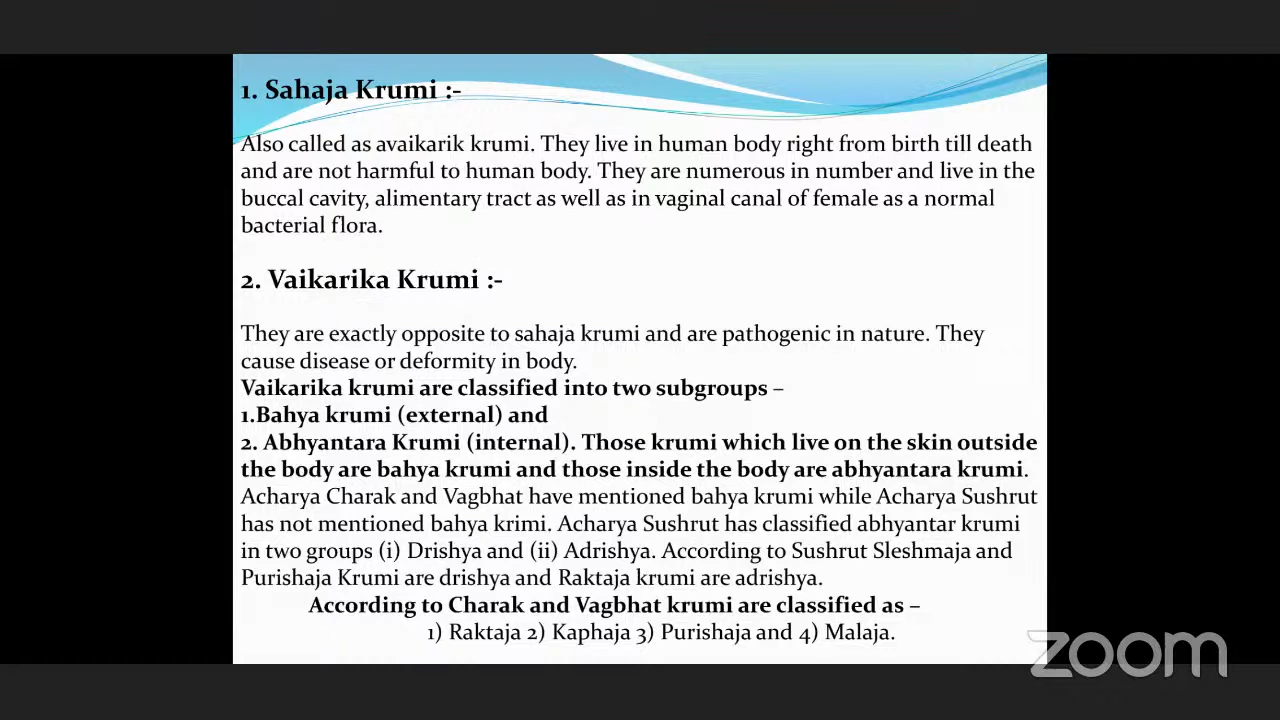 1. Sahaja Krumi :-
Also called as avaikarik krumi. They live in human body right from birth till death
and are not harmful to human body. They are numerous in number and live in the
buccal cavity, alimentary tract as well as in vaginal canal of female as a normal
bacterial flora.
2. Vaikarika Krumi :-
They are exactly opposite to sahaja krumi and are pathogenic in nature. They
cause disease or deformity in body.
Vaikarika krumi are classified into two subgroups –
1.Bahya krumi (external) and
2. Abhyantara Krumi (internal). Those krumi which live on the skin outside
the body are bahya krumi and those inside the body are abhyantara krumi.
Acharya Charak and Vagbhat have mentioned bahya krumi while Acharya Sushrut
has not mentioned bahya krimi. Acharya Sushrut has classified abhyantar krumi
in two groups (i) Drishya and (ii) Adrishya. According to Sushrut Sleshmaja and
Purishaja Krumi are drishya and Raktaja krumi are adrishya.
According to Charak and Vagbhat krumi are classified as –
1) Raktaja 2) Kaphaja 3) Purishaja and 4) Malaja.
zoom